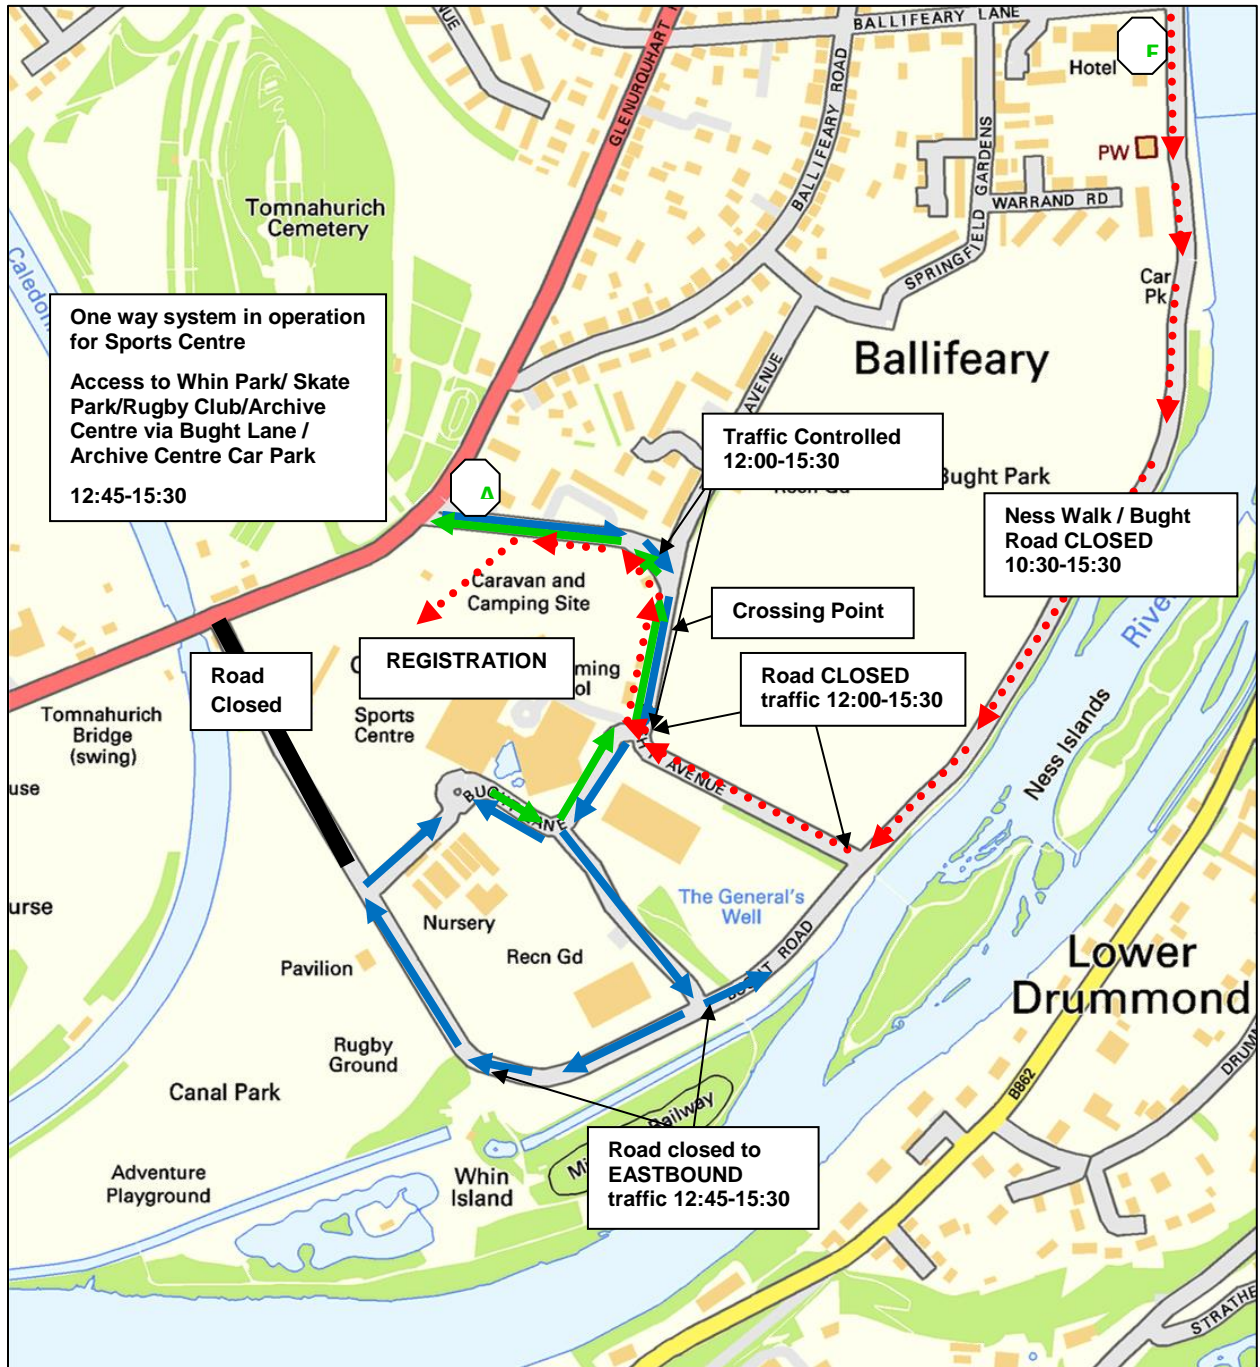 BALLIFEARY LANE
Hotel
F
GLENURQUHART
BALLIFEARY ROAD
SPRINGFIELD GARDENS
PW
WARRAND RD
Tomnahurich
Cemetery
Car
Pk
One way system in operation
for Sports Centre
Access to Whin Park/ Skate
Park/Rugby Club/Archive
Centre via Bught Lane /
Archive Centre Car Park
12:45-15:30
Ballifeary
AVENUE
Traffic Controlled
12:00-15:30
Bught Park
Ness Walk / Bught
Road CLOSED
10:30-15:30
A
Caravan and
Camping Site
Crossing Point
River
REGISTRATION
Road
Closed
Road CLOSED
traffic 12:00-15:30
Tomnahurich
Bridge
(swing)
Sports
Centre
AVENUE
Ness Islands
BUGHT LANE
Nursery
The General's
Well
Recn Gd
Pavilion
BUGHT ROAD
Lower
Drummond
Rugby
Ground
Canal Park
B862
Railway
Adventure
Playground
Whin
Island
Road closed to
EASTBOUND
traffic 12:45-15:30